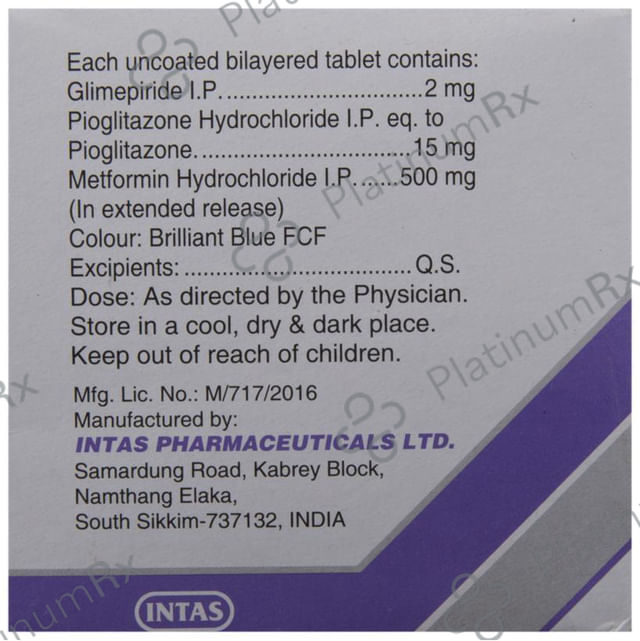 Each uncoated bilayered tablet contains:
Glimepiride I.P. ................................ 2 mg
Pioglitazone Hydrochloride I.P. eq. to
Pioglitazone. ................................ 15 mg
Metformin Hydrochloride I.P. ...... 500 mg
(In extended release)
Colour: Brilliant Blue FCF
Excipients: .................................. Q.S.
Dose: As directed by the Physician.
Store in a cool, dry & dark place.
Keep out of reach of children.
Mfg. Lic. No.: M/717/2016
Manufactured by:
INTAS PHARMACEUTICALS LTD.
Samardung Road, Kabrey Block,
Namthang Elaka,
South Sikkim-737132, INDIA
INTAS
PlatinumRx
PlatinumRx